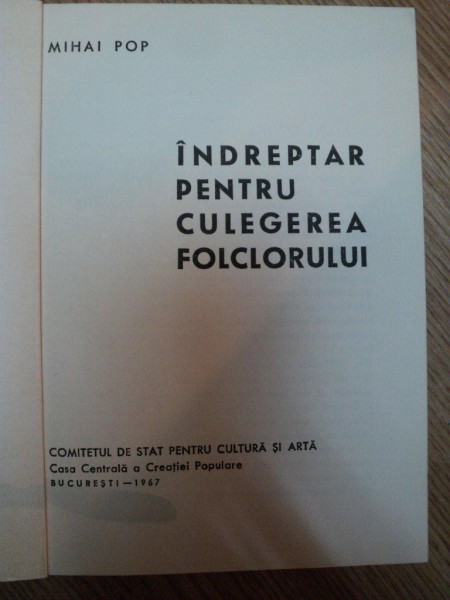 MIHAI POP
ÎNDREPTAR
PENTRU
CULEGEREA
FOLCLORULUI
COMITETUL DE STAT PENTRU CULTURĂ ȘI ARTĂ
Casa Centrală a Creației Populare
BUCUREȘTI — 1967